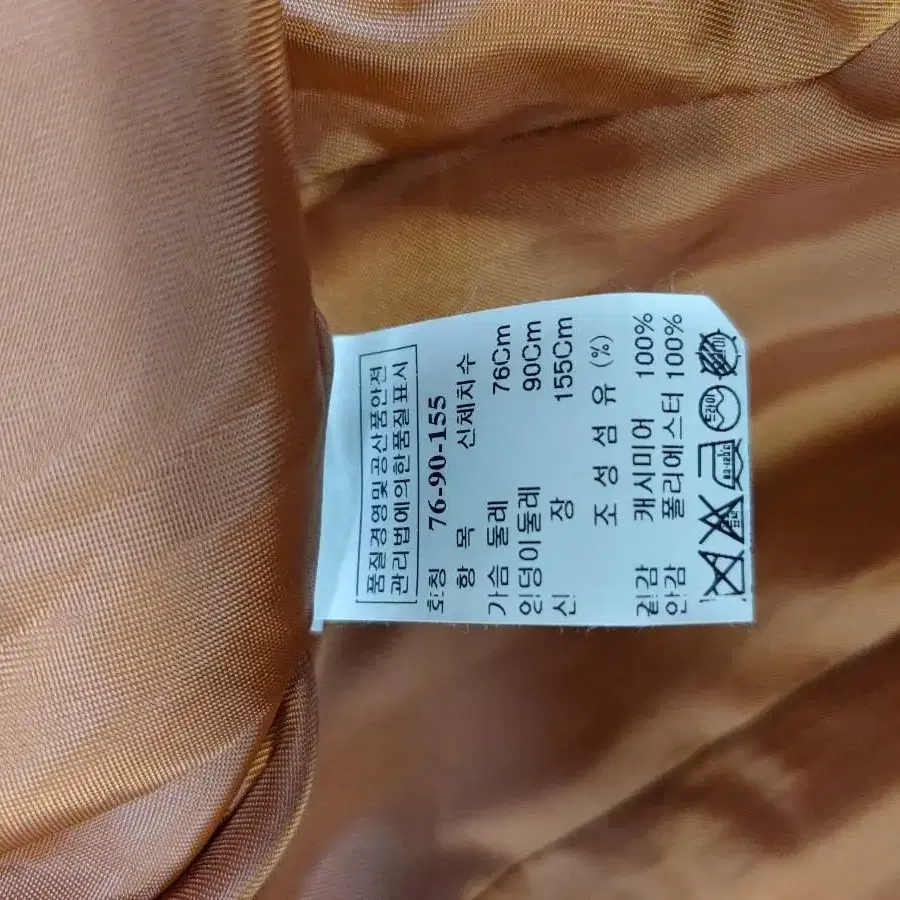 품질경영및공산품안전
관리법에의한품질표시
호칭 76-90-155
항 목 신체치수
가슴 둘레 76Cm
엉덩이둘레 90Cm
신 장 155Cm
조 성 섬 유 (%)
겉감 캐시미어 100%
안감 폴리에스터 100%
드라이